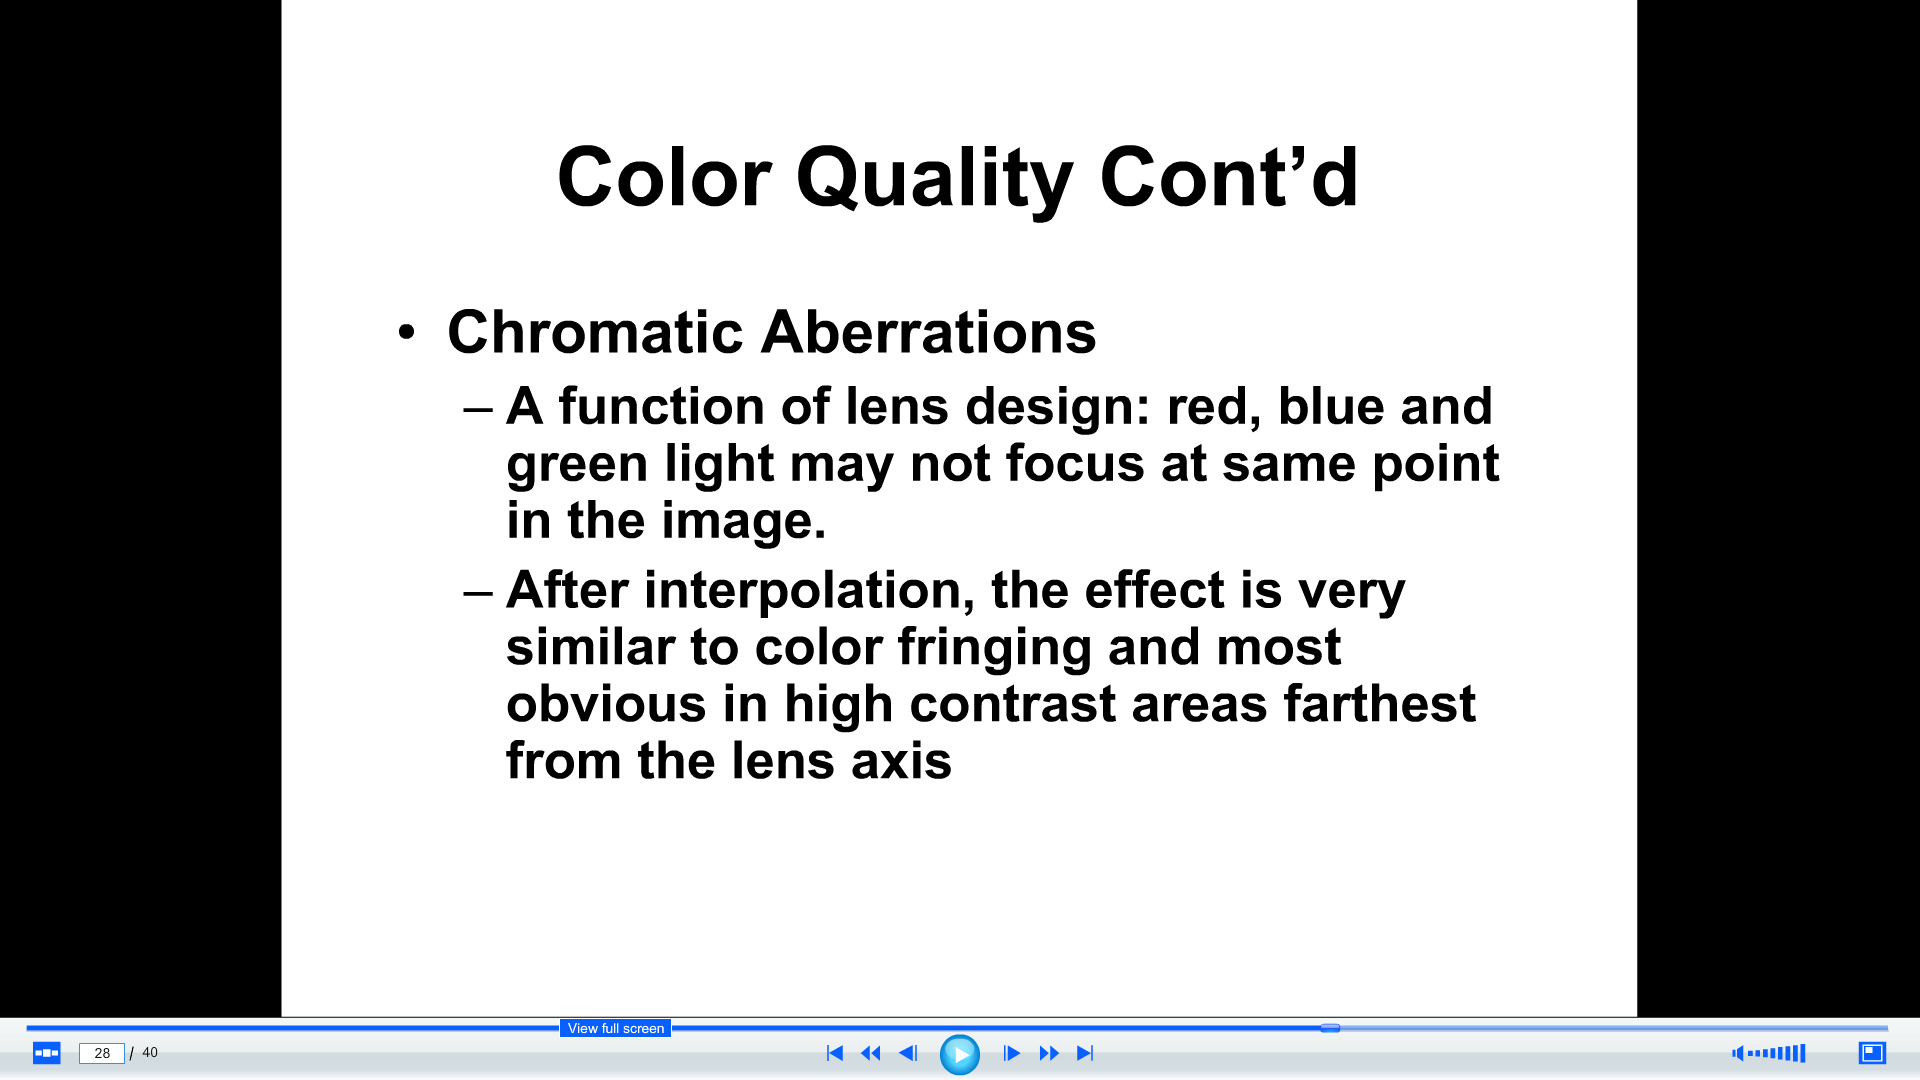 Color Quality Cont’d
• Chromatic Aberrations
– A function of lens design: red, blue and
green light may not focus at same point
in the image.
– After interpolation, the effect is very
similar to color fringing and most
obvious in high contrast areas farthest
from the lens axis
View full screen
28 / 40